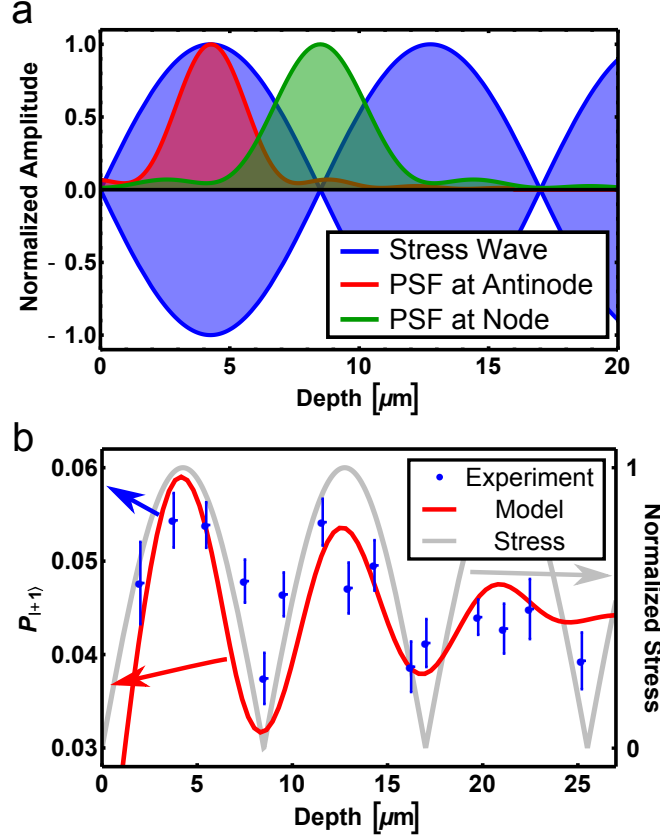 a
Normalized Amplitude
1.0
0.5
0.0
- 0.5
- 1.0
Stress Wave
PSF at Antinode
PSF at Node
0 5 10 15 20
Depth [μm]
b
P|+1⟩
0.06
0.05
0.04
0.03
Experiment
Model
Stress
1
0
Normalized Stress
0 5 10 15 20 25
Depth [μm]